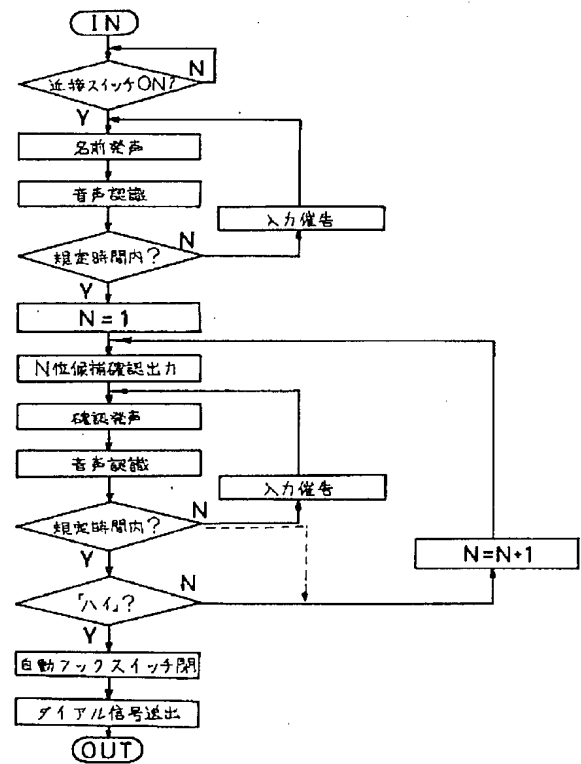 IN
近接スイッチON?
N
Y
名前発声
音声認識
入力催告
規定時間内?
N
Y
N=1
N位候補確認出力
確認発声
音声認識
入力催告
規定時間内?
N
Y
N=N+1
「ハイ」?
N
Y
自動フックスイッチ閉
ダイアル信号送出
OUT